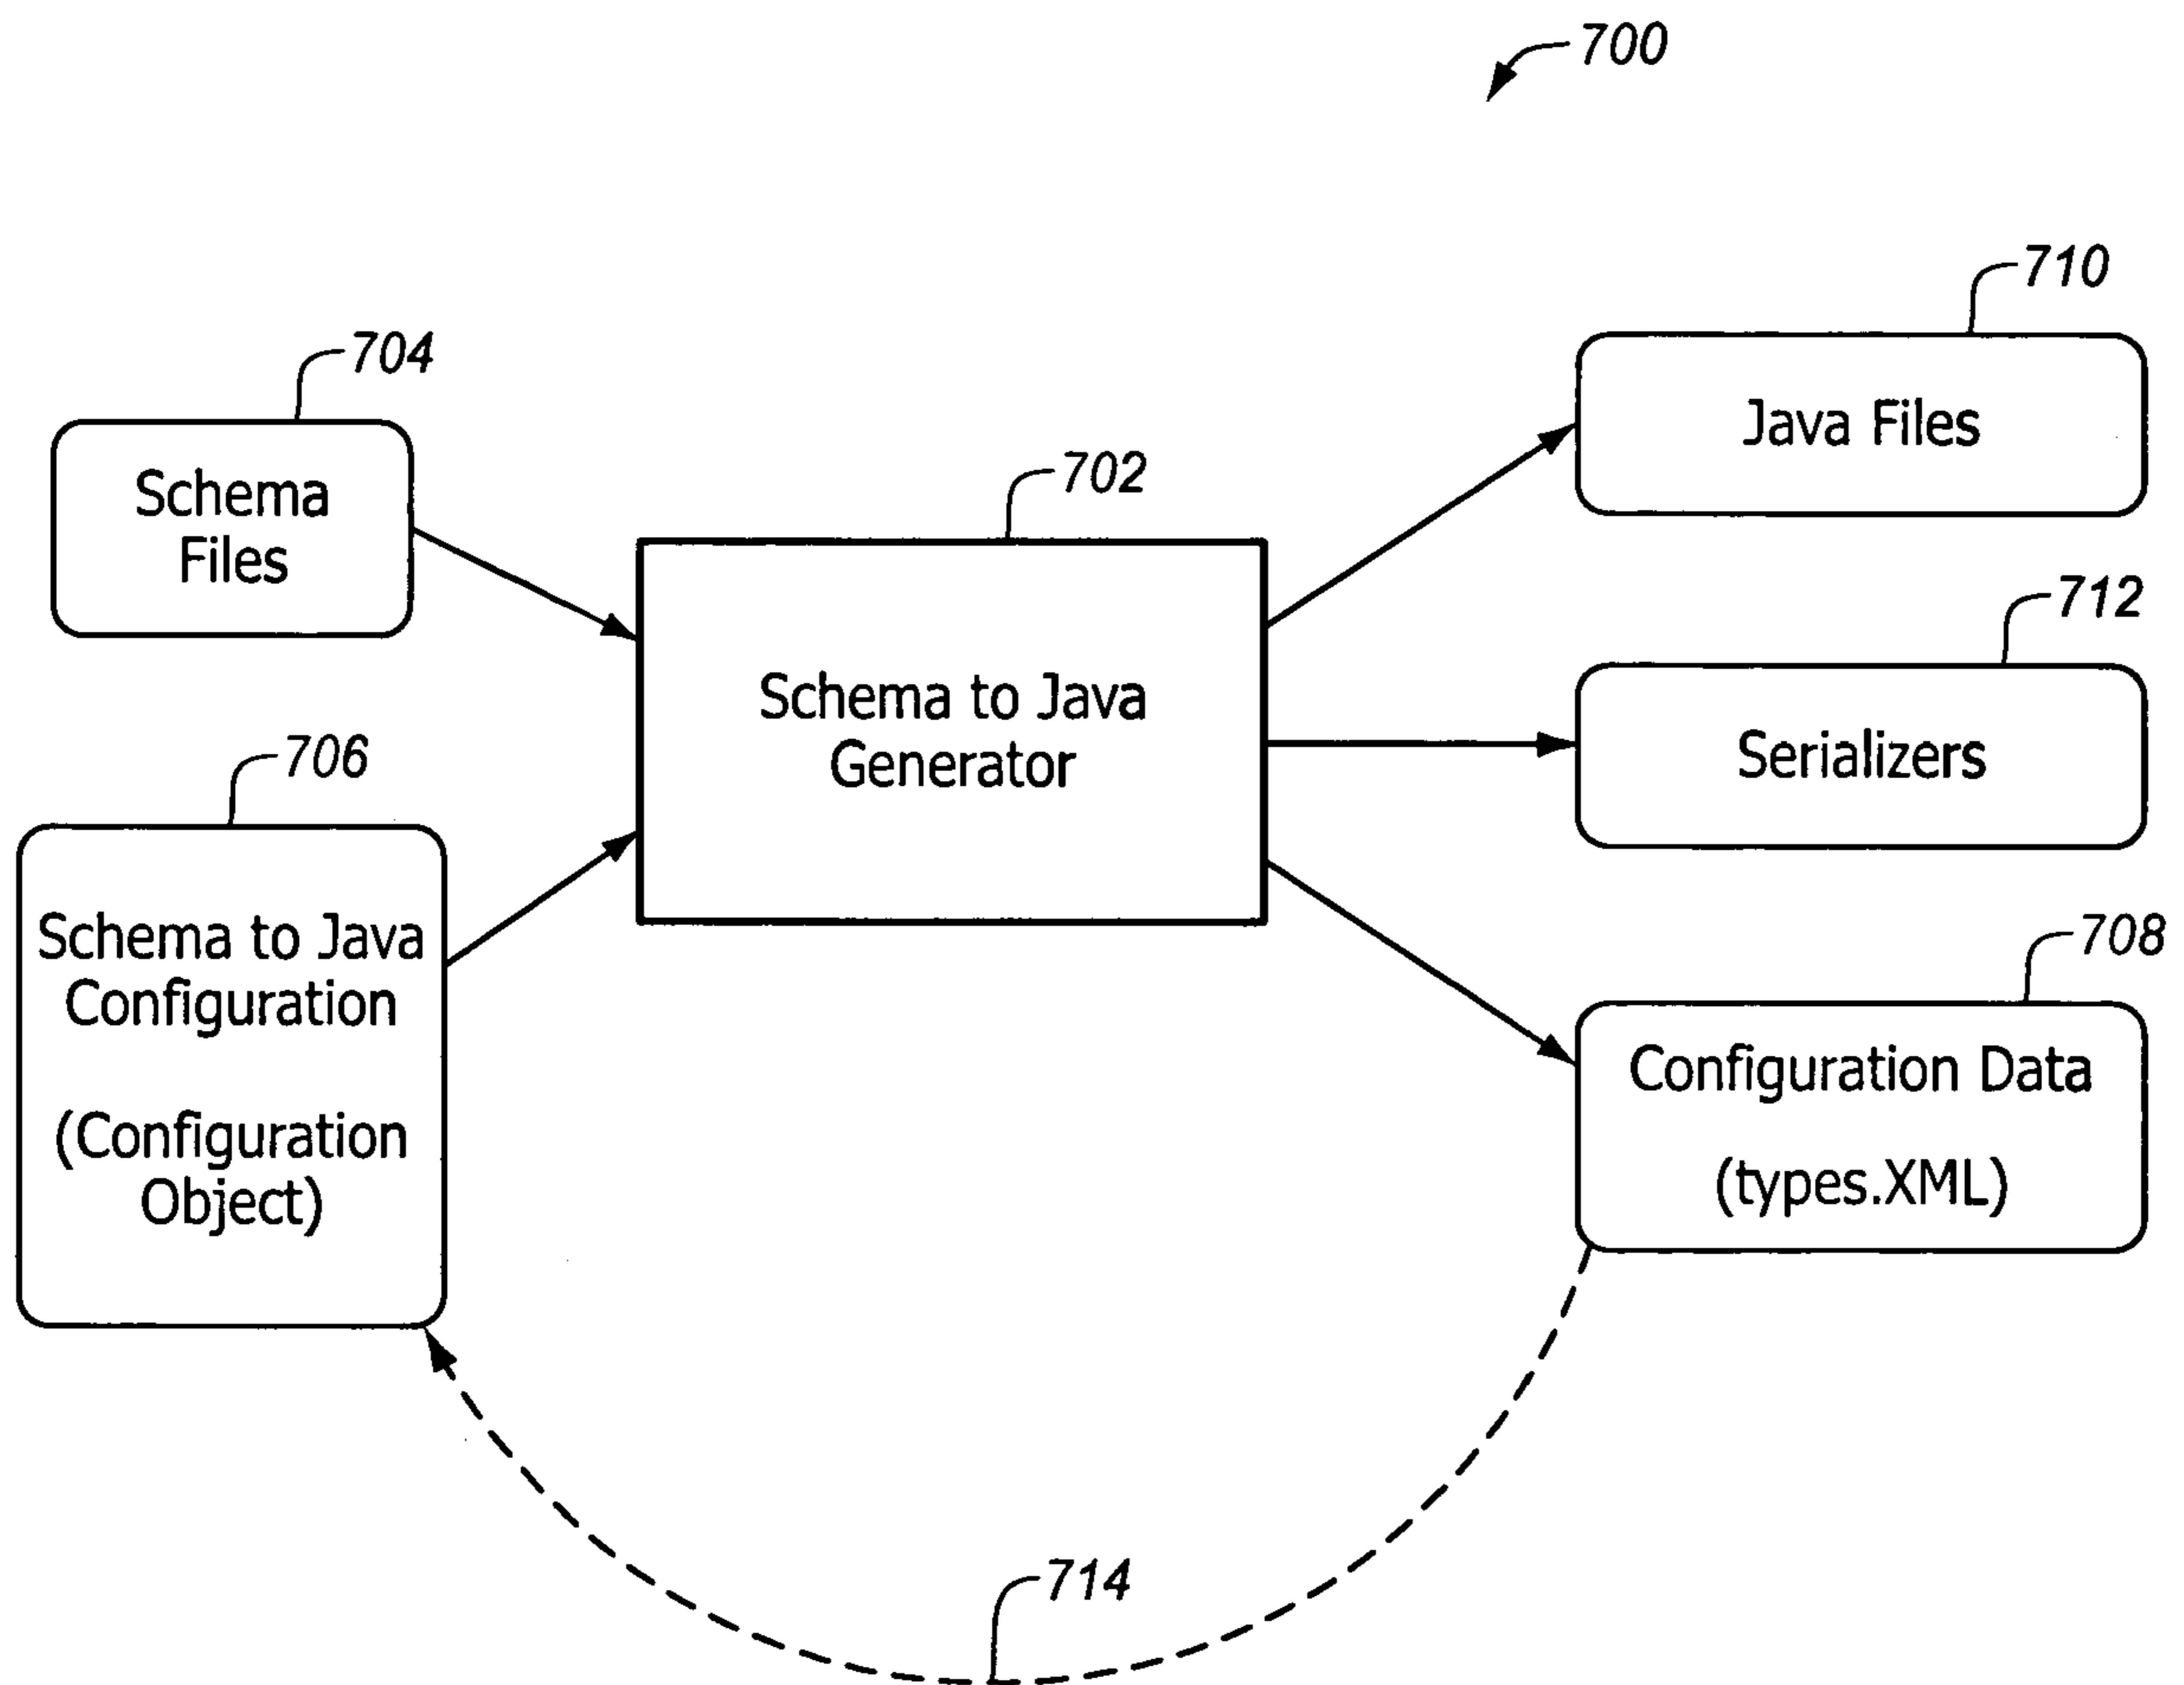 700
710
Java Files
704
Schema
Files
702
Schema to Java
Generator
712
Serializers
706
Schema to Java
Configuration
(Configuration
Object)
708
Configuration Data
(types.XML)
714